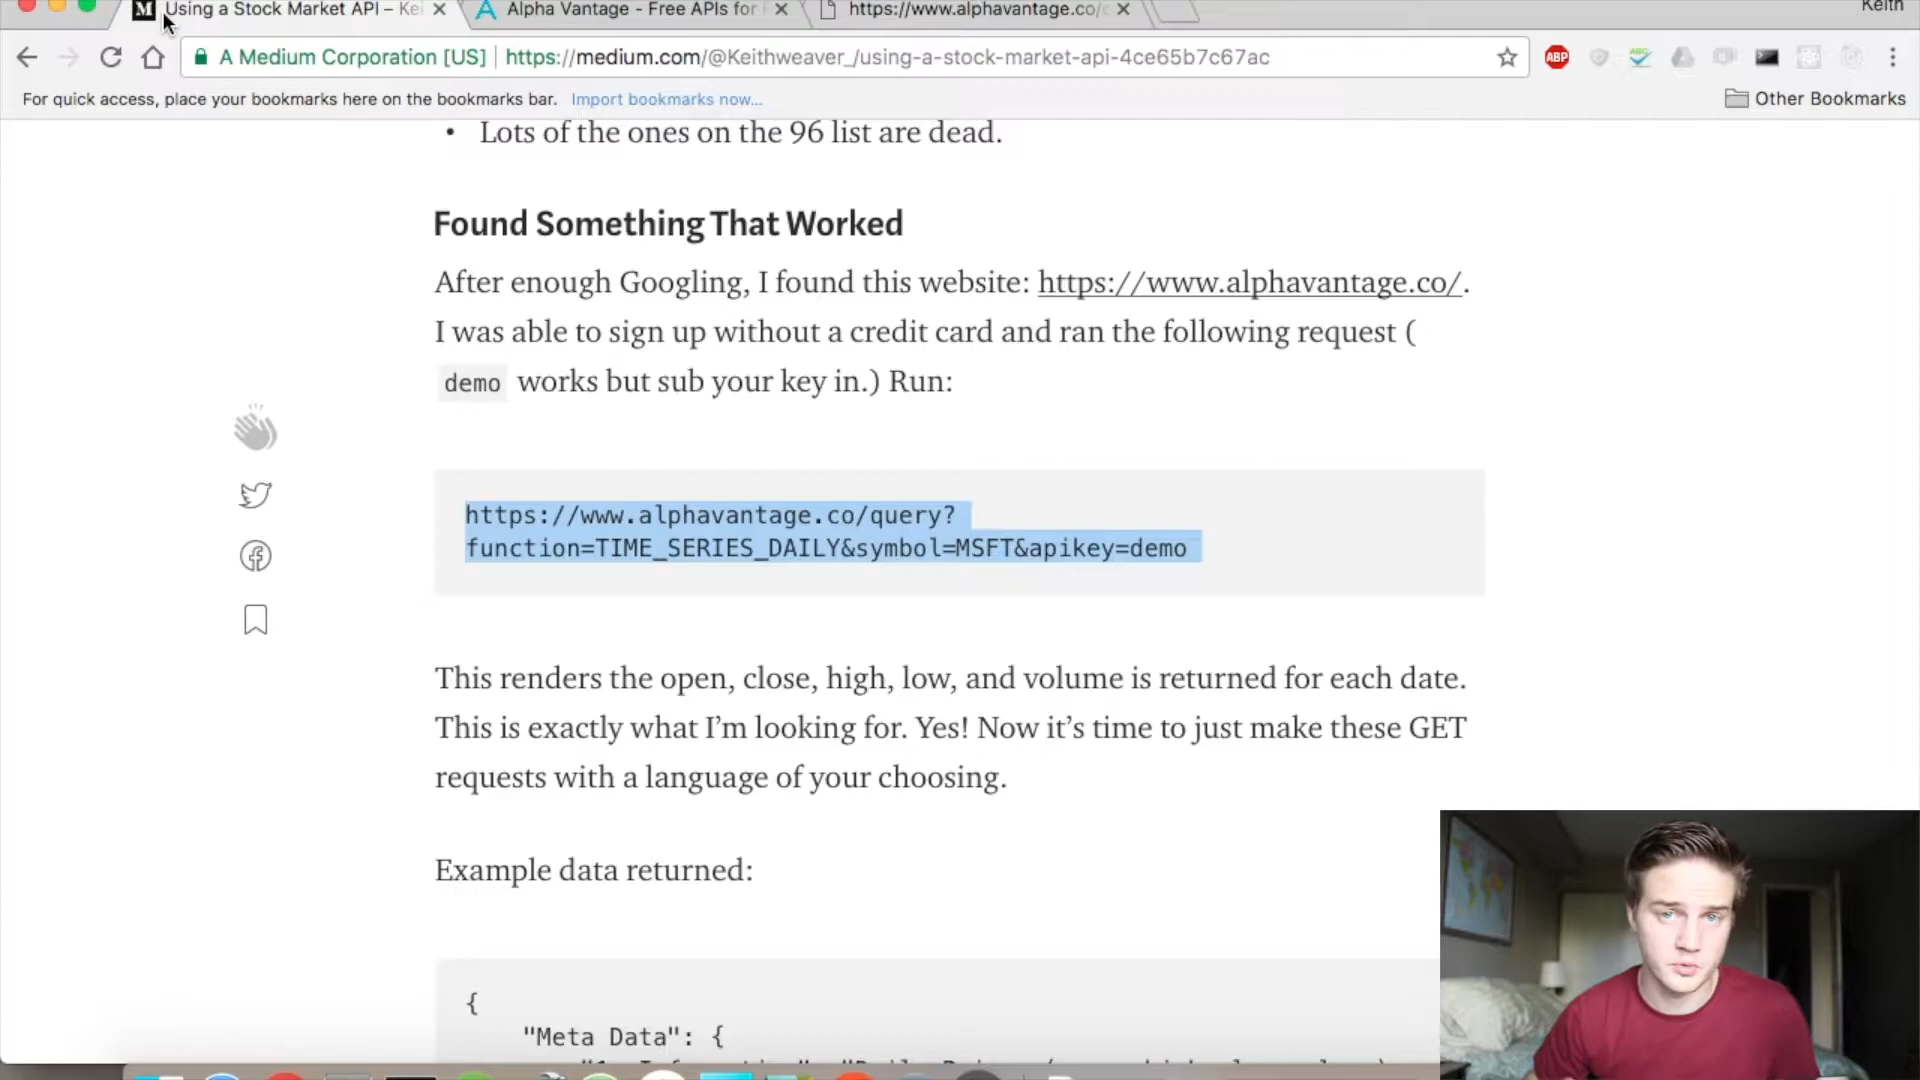 Using a Stock Market API – Kei
Alpha Vantage - Free APIs for
https://www.alphavantage.co/
Keith
A Medium Corporation [US]
https://medium.com/@Keithweaver_/using-a-stock-market-api-4ce65b7c67ac
ABP
For quick access, place your bookmarks here on the bookmarks bar. Import bookmarks now...
Other Bookmarks
• Lots of the ones on the 96 list are dead.
Found Something That Worked
After enough Googling, I found this website: https://www.alphavantage.co/.
I was able to sign up without a credit card and ran the following request (
demo works but sub your key in.) Run:
https://www.alphavantage.co/query?
function=TIME_SERIES_DAILY&symbol=MSFT&apikey=demo
This renders the open, close, high, low, and volume is returned for each date.
This is exactly what I’m looking for. Yes! Now it’s time to just make these GET
requests with a language of your choosing.
Example data returned:
{
"Meta Data": {